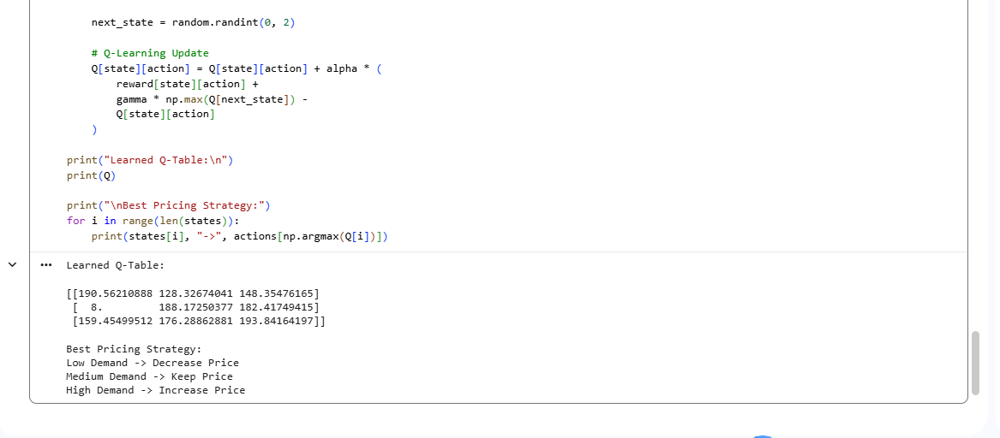 next_state = random.randint(0, 2)
# Q-Learning Update
Q[state][action] = Q[state][action] + alpha * (
reward[state][action] +
gamma * np.max(Q[next_state]) -
Q[state][action]
)
print("Learned Q-Table:\n")
print(Q)
print("\nBest Pricing Strategy:")
for i in range(len(states)):
print(states[i], "->", actions[np.argmax(Q[i])])
Learned Q-Table:
[[190.56210888 128.32674041 148.35476165]
[  8.         188.17250377 182.41749415]
[159.45499512 176.28862881 193.84164197]]
Best Pricing Strategy:
Low Demand -> Decrease Price
Medium Demand -> Keep Price
High Demand -> Increase Price